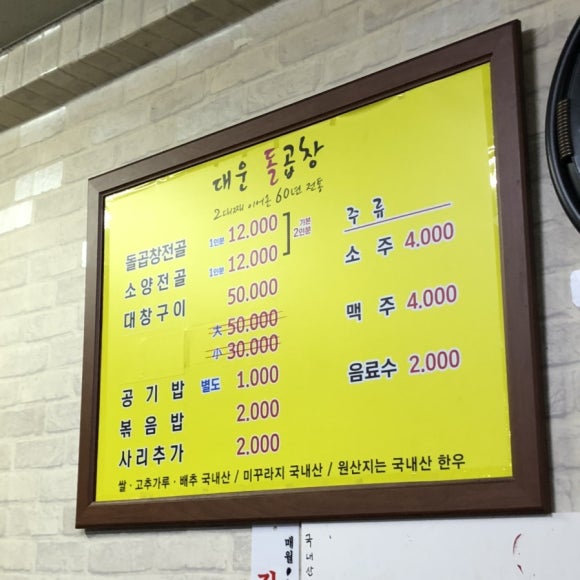 대운 돌곱창
2대째 이어온 60년 전통
돌곱창전골 1인분 12.000
소양전골 1인분 12.000
기본
2인분
대창구이 50.000
大 50.000
小 30.000
공기밥 별도 1.000
볶음밥 2.000
사리추가 2.000
주류
소주 4.000
맥주 4.000
음료수 2.000
쌀·고추가루·배추 국내산 / 미꾸라지 국내산 / 원산지는 국내산 한우
매월
국내산